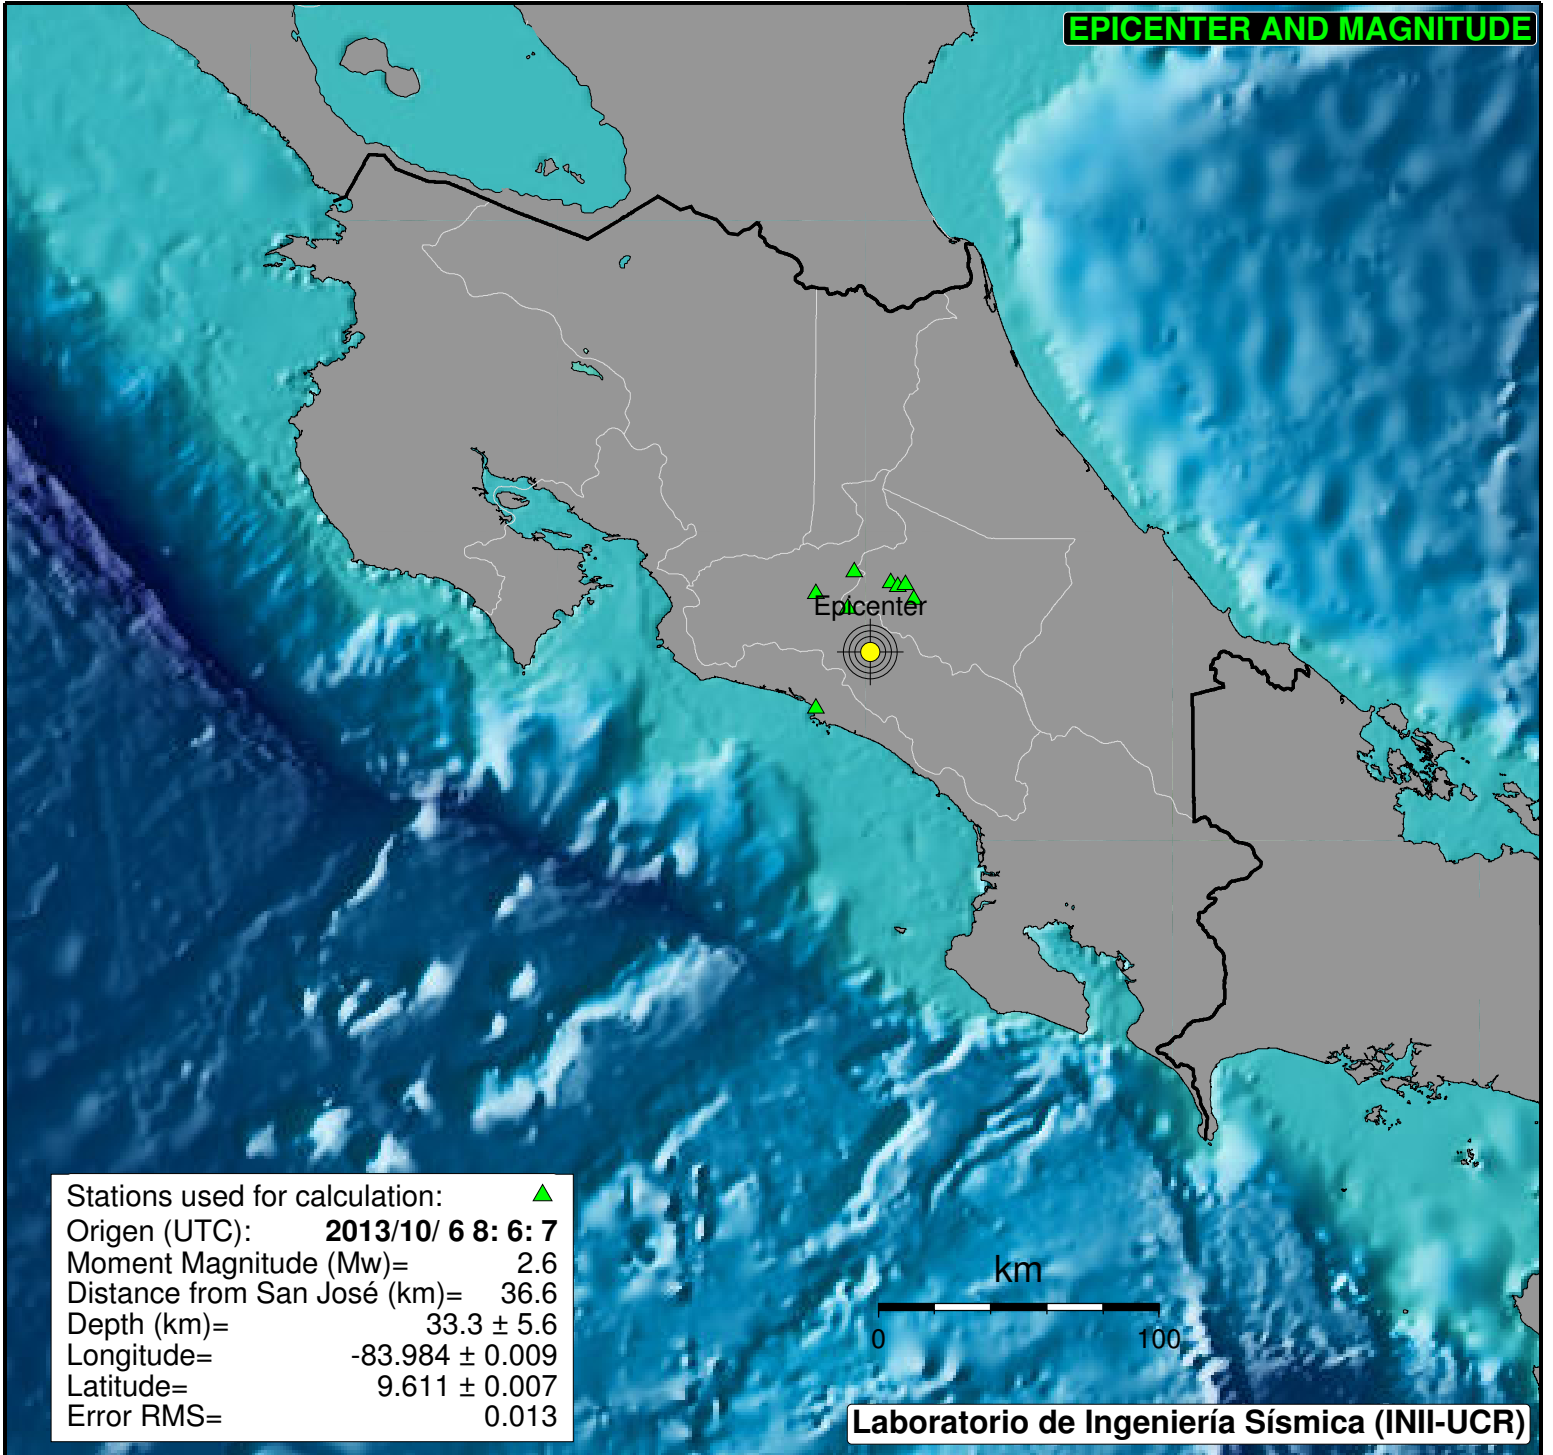 EPICENTER AND MAGNITUDE
Epicenter
Stations used for calculation:
Origen (UTC): 2013/10/ 6 8: 6: 7
Moment Magnitude (Mw)= 2.6
Distance from San José (km)= 36.6
Depth (km)= 33.3 ± 5.6
Longitude= -83.984 ± 0.009
Latitude= 9.611 ± 0.007
Error RMS= 0.013
km
0 100
Laboratorio de Ingeniería Sísmica (INII-UCR)